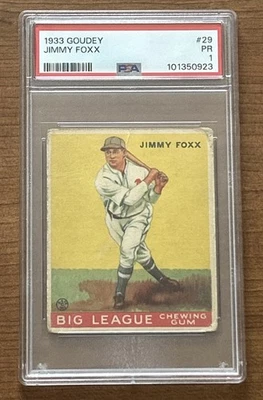 1933 GOUDEY #29
JIMMY FOXX PR
1
PSA 101350923
JIMMY FOXX
BIG LEAGUE CHEWING GUM